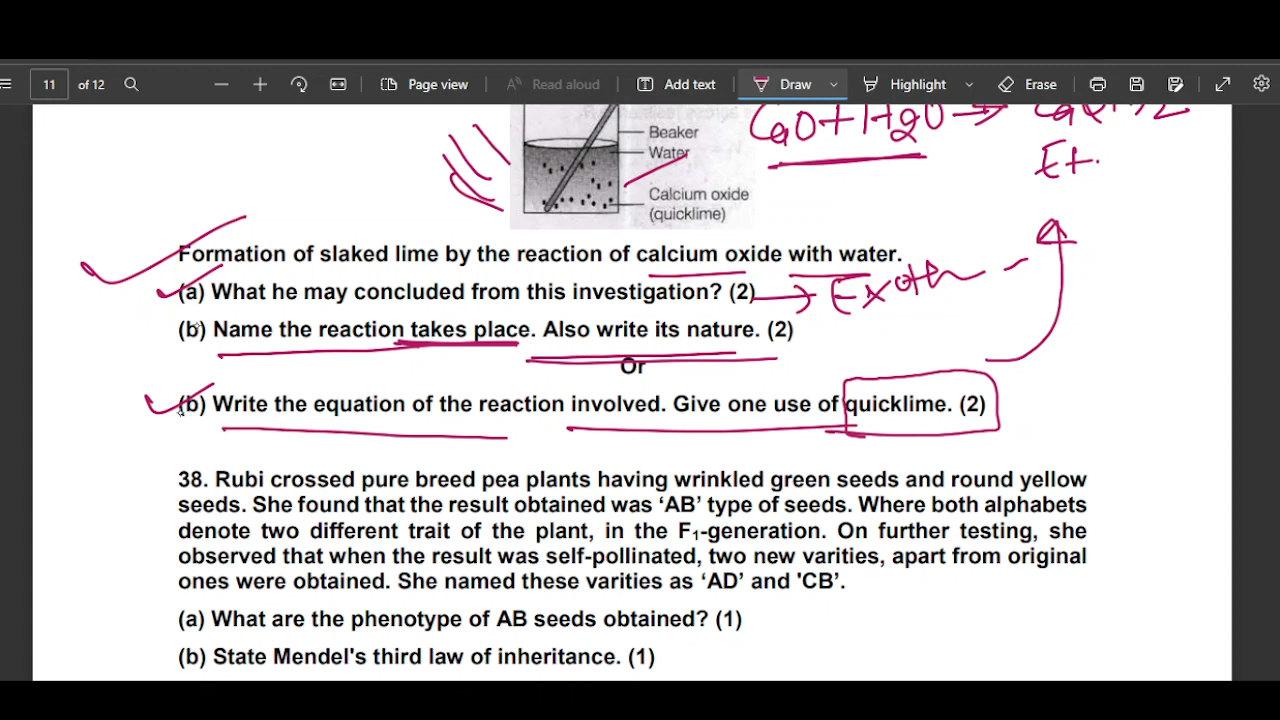 11 of 12 Page view Read aloud Add text Draw Highlight Erase
CaO + H2O →
Beaker
Water
Calcium oxide
(quicklime)
Formation of slaked lime by the reaction of calcium oxide with water.
(a) What he may concluded from this investigation? (2) → Exoth
(b) Name the reaction takes place. Also write its nature. (2)
Or
(b) Write the equation of the reaction involved. Give one use of quicklime. (2)
38. Rubi crossed pure breed pea plants having wrinkled green seeds and round yellow
seeds. She found that the result obtained was ‘AB’ type of seeds. Where both alphabets
denote two different trait of the plant, in the F₁-generation. On further testing, she
observed that when the result was self-pollinated, two new varities, apart from original
ones were obtained. She named these varities as ‘AD’ and 'CB’.
(a) What are the phenotype of AB seeds obtained? (1)
(b) State Mendel's third law of inheritance. (1)